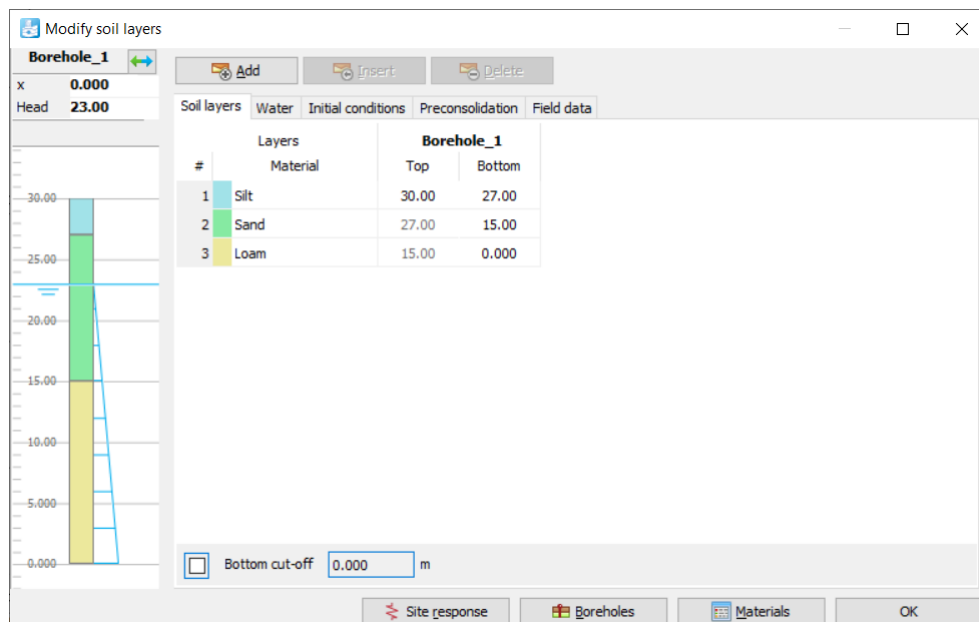 Modify soil layers
Borehole_1
x 0.000
Head 23.00
Add Insert Delete
Soil layers Water Initial conditions Preconsolidation Field data
Layers Borehole_1
# Material Top Bottom
1 Silt 30.00 27.00
2 Sand 27.00 15.00
3 Loam 15.00 0.000
30.00
25.00
20.00
15.00
10.00
5.000
0.000
Bottom cut-off 0.000 m
Site response Boreholes Materials OK